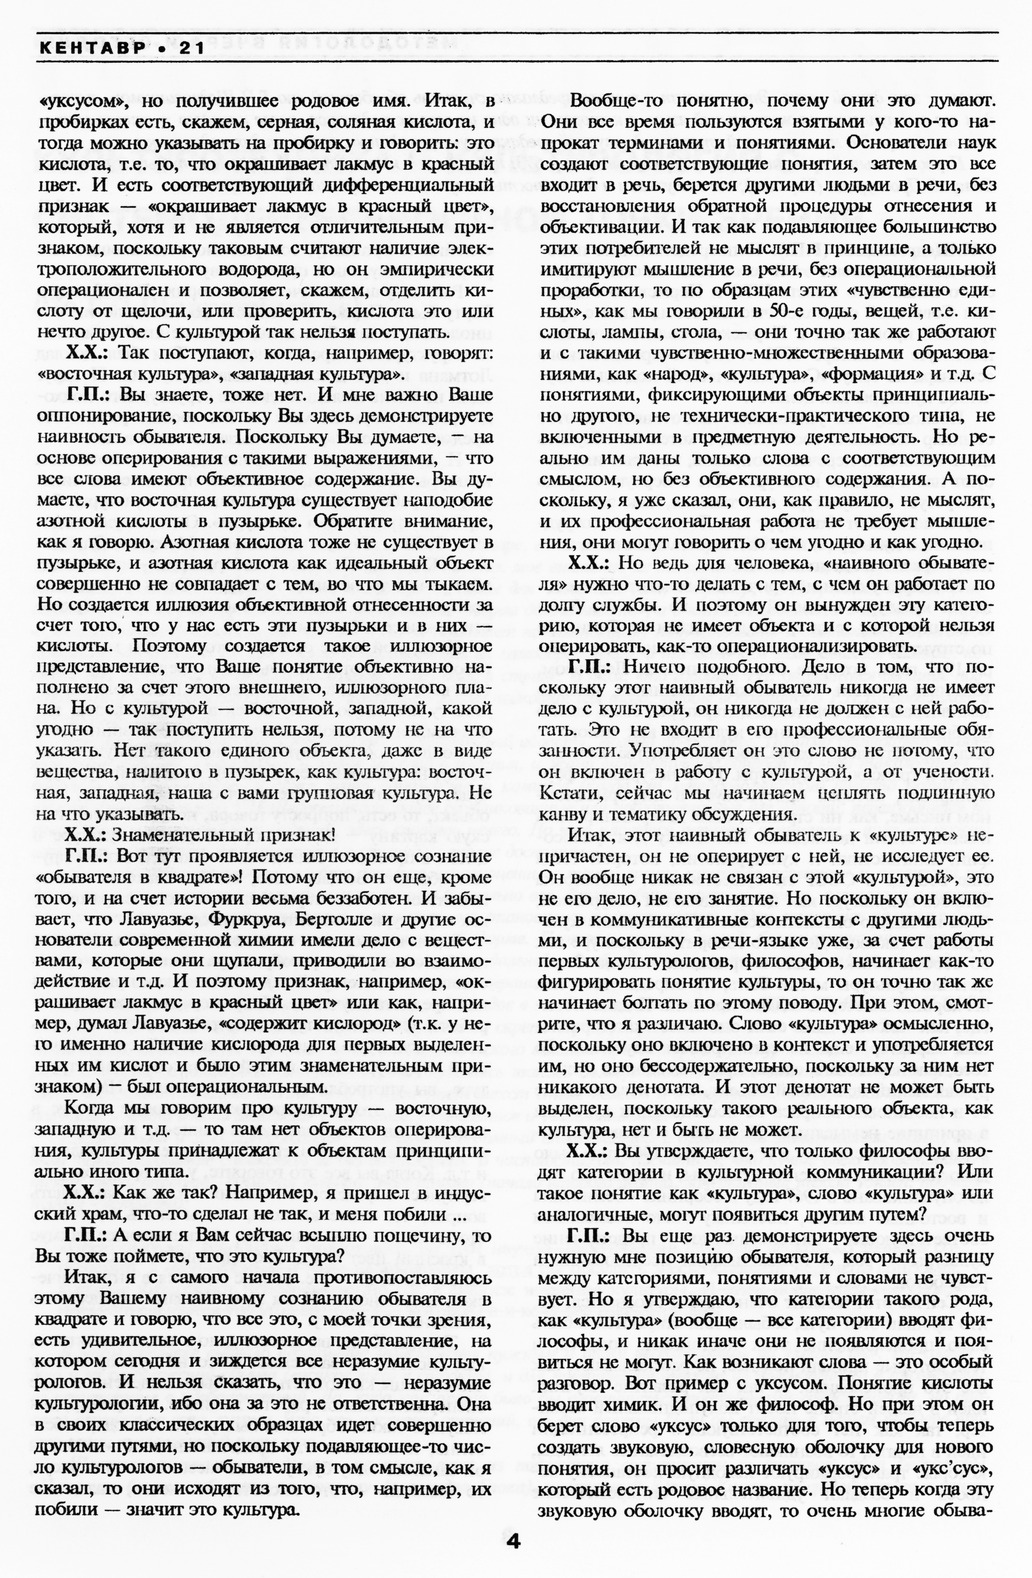 КЕНТАВР • 21
«уксусом», но получившее родовое имя. Итак, в
пробирках есть, скажем, серная, соляная кислота, и
тогда можно указывать на пробирку и говорить: это
кислота, т.е. то, что окрашивает лакмус в красный
цвет. И есть соответствующий дифференциальный
признак — «окрашивает лакмус в красный цвет»,
который, хотя и не является отличительным при-
знаком, поскольку таковым считают наличие элек-
троположительного водорода, но он эмпирически
операционален и позволяет, скажем, отделить ки-
слоту от щелочи, или проверить, кислота это или
нечто другое. С культурой так нельзя поступать.
Х.Х.: Так поступают, когда, например, говорят:
«восточная культура», «западная культура».
Г.П.: Вы знаете, тоже нет. И мне важно Ваше
оппонирование, поскольку Вы здесь демонстрируете
наивность обывателя. Поскольку Вы думаете, — на
основе оперирования с такими выражениями, — что
все слова имеют объективное содержание. Вы ду-
маете, что восточная культура существует наподобие
азотной кислоты в пузырьке. Обратите внимание,
как я говорю. Азотная кислота тоже не существует в
пузырьке, и азотная кислота как идеальный объект
совершенно не совпадает с тем, во что мы тыкаем.
Но создается иллюзия объективной отнесенности за
счет того, что у нас есть эти пузырьки и в них —
кислоты. Поэтому создается такое иллюзорное
представление, что Ваше понятие объективно на-
полнено за счет этого внешнего, иллюзорного пла-
на. Но с культурой — восточной, западной, какой
угодно — так поступить нельзя, потому не на что
указать. Нет такого единого объекта, даже в виде
вещества, налитого в пузырек, как культура: восточ-
ная, западная, наша с вами групповая культура. Не
на что указывать.
Х.Х.: Знаменательный признак!
Г.П.: Вот тут проявляется иллюзорное сознание
«обывателя в квадрате»! Потому что он еще, кроме
того, и на счет истории весьма беззаботен. И забы-
вает, что Лавуазье, Фуркруа, Бертолле и другие ос-
нователи современной химии имели дело с вещест-
вами, которые они щупали, приводили во взаимо-
действие и т.д. И поэтому признак, например, «ок-
рашивает лакмус в красный цвет» или как, напри-
мер, думал Лавуазье, «содержит кислород» (т.к. у не-
го именно наличие кислорода для первых выделен-
ных им кислот и было этим знаменательным при-
знаком) — был операциональным.
Когда мы говорим про культуру — восточную,
западную и т.д. — то там нет объектов оперирова-
ния, культуры принадлежат к объектам принципи-
ально иного типа.
Х.Х.: Как же так? Например, я пришел в индус-
ский храм, что-то сделал не так, и меня побили ...
Г.П.: А если я Вам сейчас всыплю пощечину, то
Вы тоже поймете, что это культура?
Итак, я с самого начала противопоставляюсь
этому Вашему наивному сознанию обывателя в
квадрате и говорю, что все это, с моей точки зрения,
есть удивительное, иллюзорное представление, на
котором сегодня и зиждется все неразумие культу-
рологов. И нельзя сказать, что это — неразумие
культурологии, ибо она за это не ответственна. Она
в своих классических образцах идет совершенно
другими путями, но поскольку подавляющее-то чис-
ло культурологов — обыватели, в том смысле, как я
сказал, то они исходят из того, что, например, их
побили — значит это культура.
Вообще-то понятно, почему они это думают.
Они все время пользуются взятыми у кого-то на-
прокат терминами и понятиями. Основатели наук
создают соответствующие понятия, затем это все
входит в речь, берется другими людьми в речи, без
восстановления обратной процедуры отнесения и
объективации. И так как подавляющее большинство
этих потребителей не мыслят в принципе, а только
имитируют мышление в речи, без операциональной
проработки, то по образцам этих «чувственно еди-
ных», как мы говорили в 50-е годы, вещей, т.е. ки-
слоты, лампы, стола, — они точно так же работают
и с такими чувственно-множественными образова-
ниями, как «народ», «культура», «формация» и т.д. С
понятиями, фиксирующими объекты принципиаль-
но другого, не технически-практического типа, не
включенными в предметную деятельность. Но ре-
ально им даны только слова с соответствующим
смыслом, но без объективного содержания. А по-
скольку, я уже сказал, они, как правило, не мыслят,
и их профессиональная работа не требует мышле-
ния, они могут говорить о чем угодно и как угодно.
Х.Х.: Но ведь для человека, «наивного обывате-
ля» нужно что-то делать с тем, с чем он работает по
долгу службы. И поэтому он вынужден эту катего-
рию, которая не имеет объекта и с которой нельзя
оперировать, как-то операционализировать.
Г.П.: Ничего подобного. Дело в том, что по-
скольку этот наивный обыватель никогда не имеет
дело с культурой, он никогда не должен с ней рабо-
тать. Это не входит в его профессиональные обя-
занности. Употребляет он это слово не потому, что
он включен в работу с культурой, а от учености.
Кстати, сейчас мы начинаем цеплять подлинную
канву и тематику обсуждения.
Итак, этот наивный обыватель к «культуре» не-
причастен, он не оперирует с ней, не исследует ее.
Он вообще никак не связан с этой «культурой», это
не его дело, не его занятие. Но поскольку он вклю-
чен в коммуникативные контексты с другими людь-
ми, и поскольку в речи-языке уже, за счет работы
первых культурологов, философов, начинает как-то
фигурировать понятие культуры, то он точно так же
начинает болтать по этому поводу. При этом, смот-
рите, что я различаю. Слово «культура» осмысленно,
поскольку оно включено в контекст и употребляется
им, но оно бессодержательно, поскольку за ним нет
никакого денотата. И этот денотат не может быть
выделен, поскольку такого реального объекта, как
культура, нет и быть не может.
Х.Х.: Вы утверждаете, что только философы вво-
дят категории в культурной коммуникации? Или
такое понятие как «культура», слово «культура» или
аналогичные, могут появиться другим путем?
Г.П.: Вы еще раз демонстрируете здесь очень
нужную мне позицию обывателя, который разницу
между категориями, понятиями и словами не чувст-
вует. Но я утверждаю, что категории такого рода,
как «культура» (вообще — все категории) вводят фи-
лософы, и никак иначе они не появляются и поя-
виться не могут. Как возникают слова — это особый
разговор. Вот пример с уксусом. Понятие кислоты
вводит химик. И он же философ. Но при этом он
берет слово «уксус» только для того, чтобы теперь
создать звуковую, словесную оболочку для нового
понятия, он просит различать «уксус» и «укс'сус»,
который есть родовое название. Но теперь когда эту
звуковую оболочку вводят, то очень многие обыва-
4